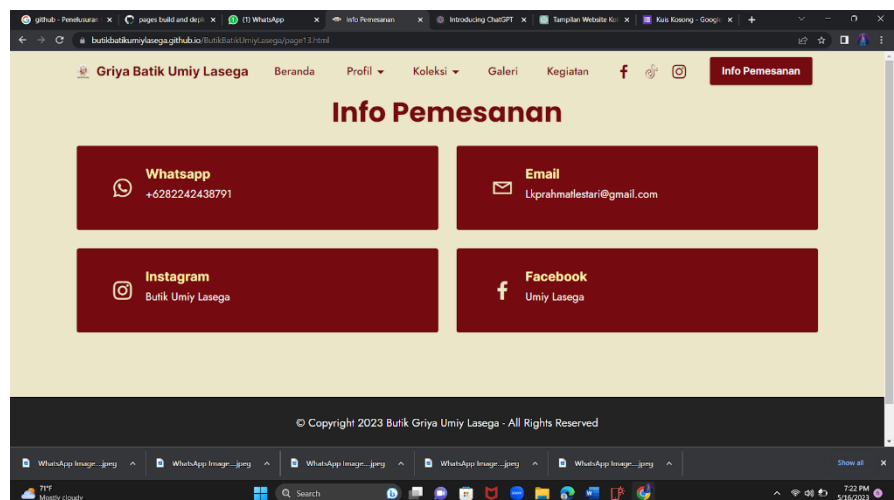 github - Penelusuran
pages build and depl
(1) WhatsApp
Info Pemesanan
Introducing ChatGPT
Tampilan Website Ku
Kuis Kosong - Googl
butikbatikumiylasega.github.io/ButikBatikUmiyLasega/page13.html
Griya Batik Umiy Lasega
Beranda
Profil
Koleksi
Galeri
Kegiatan
Info Pemesanan
Info Pemesanan
Whatsapp
+6282242438791
Email
Lkprahmatlestari@gmail.com
Instagram
Butik Umiy Lasega
Facebook
Umiy Lasega
© Copyright 2023 Butik Griya Umiy Lasega - All Rights Reserved
WhatsApp Image....jpeg
WhatsApp Image....jpeg
WhatsApp Image....jpeg
WhatsApp Image....jpeg
WhatsApp Image....jpeg
Show all
71°F
Mostly cloudy
Search
7:22 PM
5/16/2023